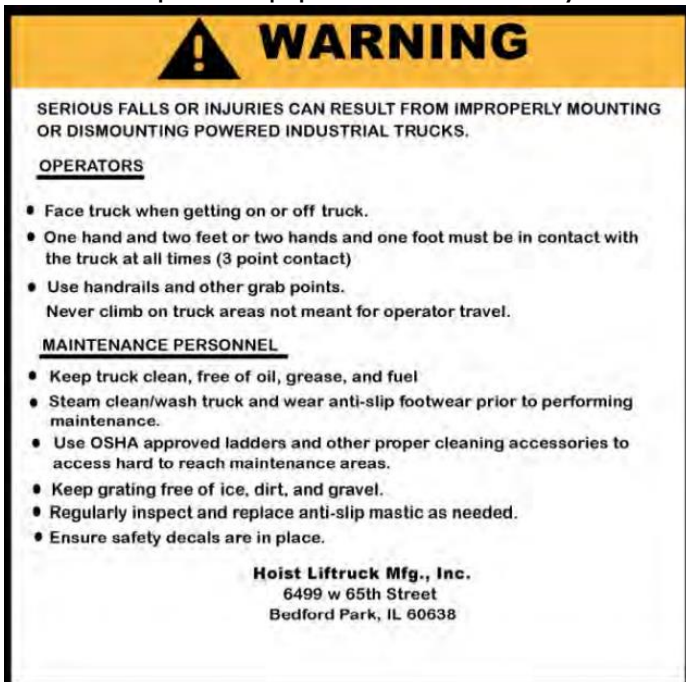 WARNING
SERIOUS FALLS OR INJURIES CAN RESULT FROM IMPROPERLY MOUNTING
OR DISMOUNTING POWERED INDUSTRIAL TRUCKS.
OPERATORS
• Face truck when getting on or off truck.
• One hand and two feet or two hands and one foot must be in contact with
the truck at all times (3 point contact)
• Use handrails and other grab points.
Never climb on truck areas not meant for operator travel.
MAINTENANCE PERSONNEL
• Keep truck clean, free of oil, grease, and fuel
• Steam clean/wash truck and wear anti-slip footwear prior to performing
maintenance.
• Use OSHA approved ladders and other proper cleaning accessories to
access hard to reach maintenance areas.
• Keep grating free of ice, dirt, and gravel.
• Regularly inspect and replace anti-slip mastic as needed.
• Ensure safety decals are in place.
Hoist Liftruck Mfg., Inc.
6499 w 65th Street
Bedford Park, IL 60638